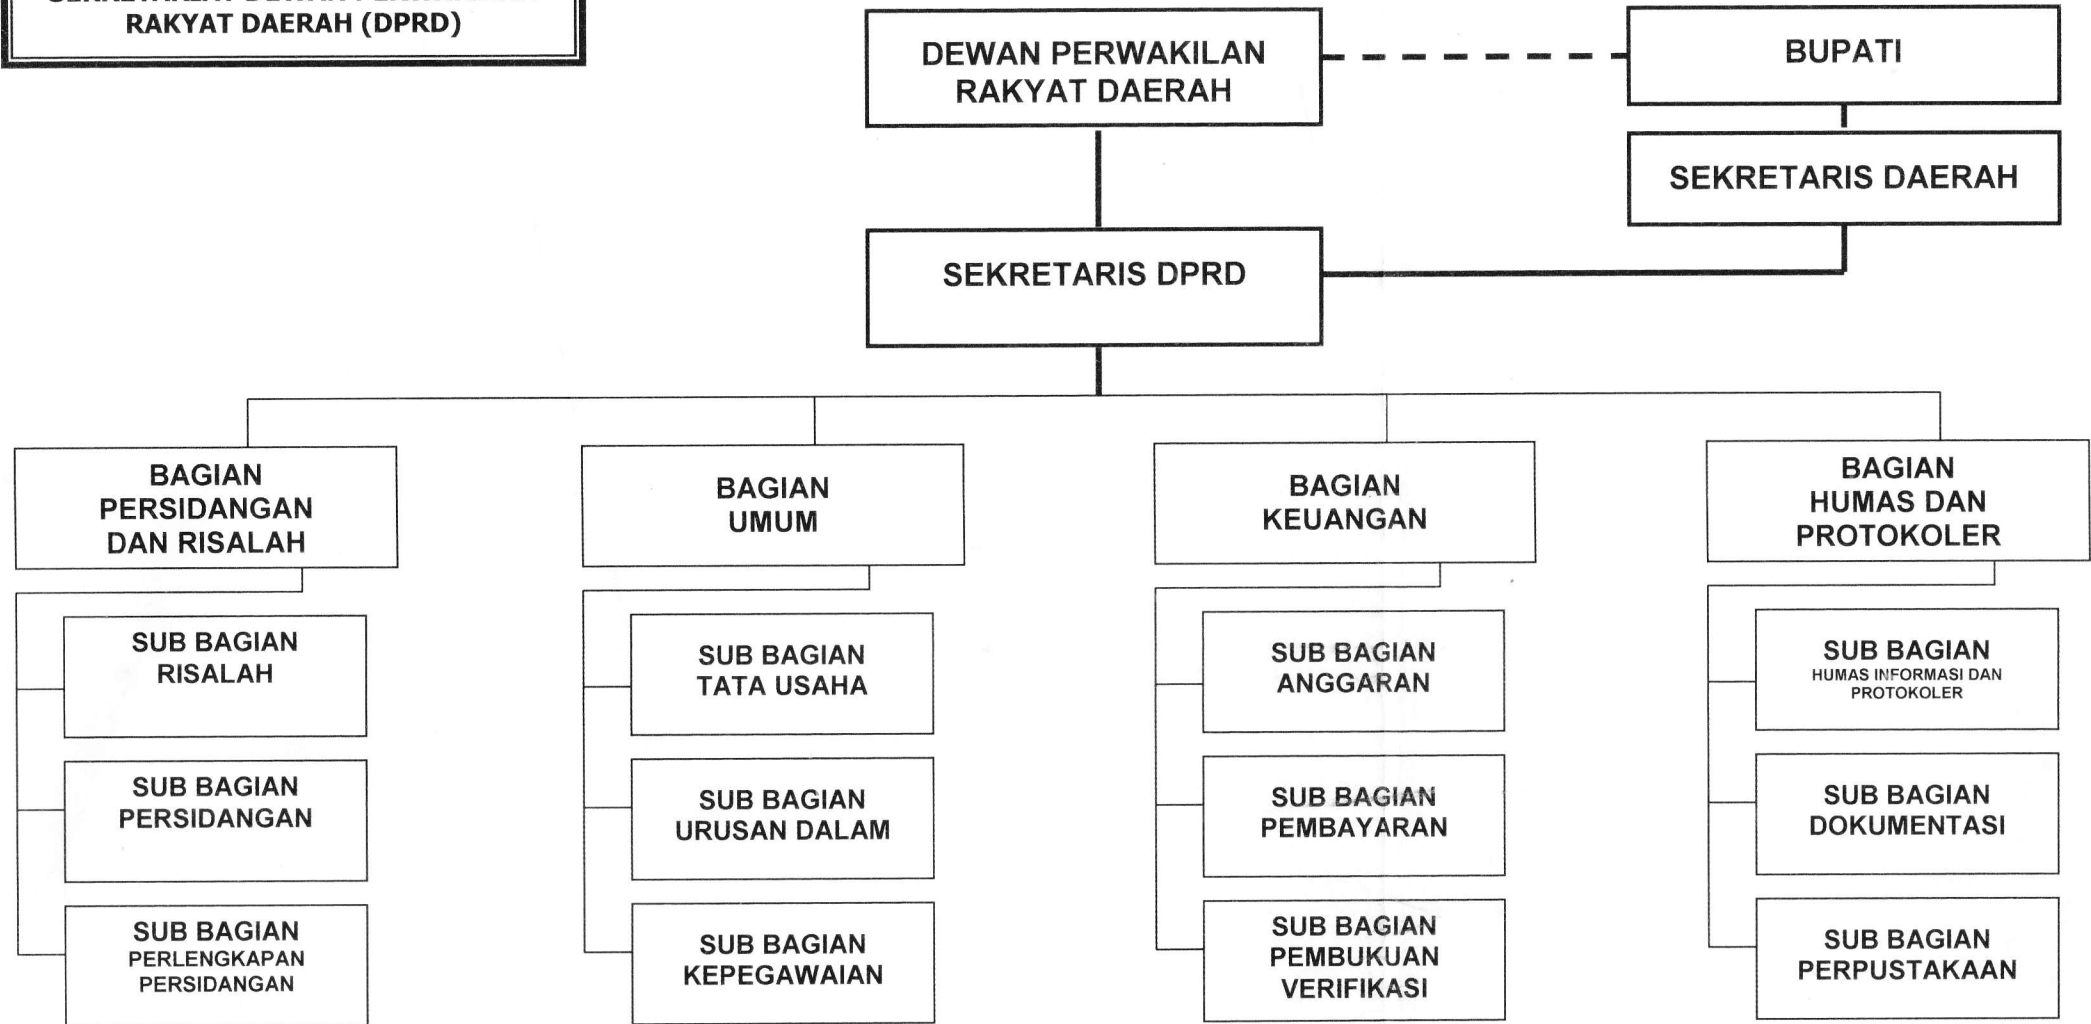 RAKYAT DAERAH (DPRD)
DEWAN PERWAKILAN
RAKYAT DAERAH
BUPATI
SEKRETARIS DAERAH
SEKRETARIS DPRD
BAGIAN
PERSIDANGAN
DAN RISALAH
BAGIAN
UMUM
BAGIAN
KEUANGAN
BAGIAN
HUMAS DAN
PROTOKOLER
SUB BAGIAN
RISALAH
SUB BAGIAN
TATA USAHA
SUB BAGIAN
ANGGARAN
SUB BAGIAN
HUMAS INFORMASI DAN
PROTOKOLER
SUB BAGIAN
PERSIDANGAN
SUB BAGIAN
URUSAN DALAM
SUB BAGIAN
PEMBAYARAN
SUB BAGIAN
DOKUMENTASI
SUB BAGIAN
PERLENGKAPAN
PERSIDANGAN
SUB BAGIAN
KEPEGAWAIAN
SUB BAGIAN
PEMBUKUAN
VERIFIKASI
SUB BAGIAN
PERPUSTAKAAN